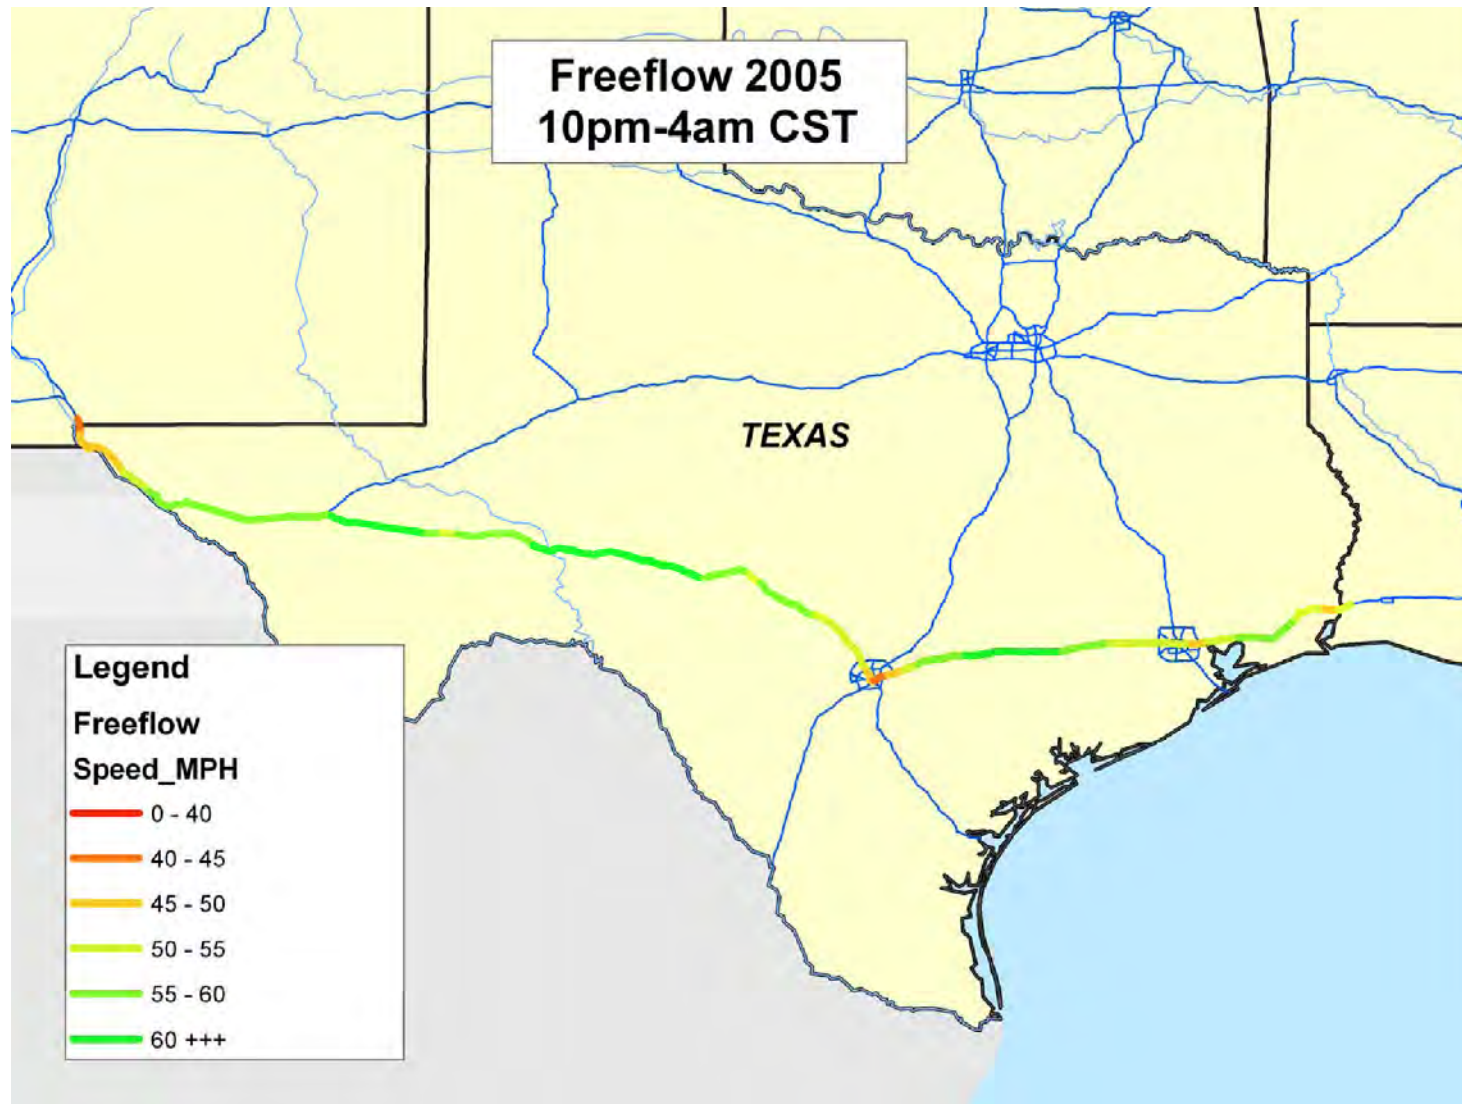 Freeflow 2005
10pm-4am CST
TEXAS
Legend
Freeflow
Speed_MPH
0 - 40
40 - 45
45 - 50
50 - 55
55 - 60
60 +++